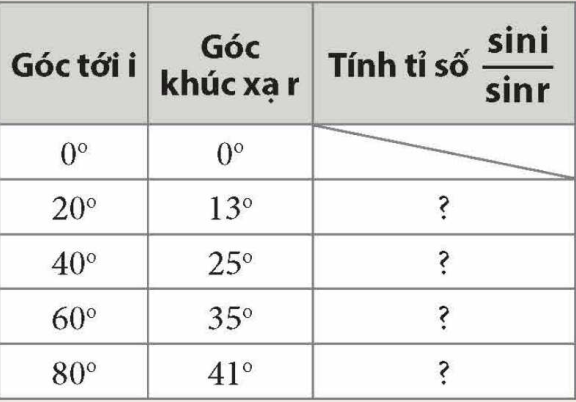 Góc tới i | Góc khúc xạ r | Tính tỉ số sini/sinr
0° | 0° |
20° | 13° | ?
40° | 25° | ?
60° | 35° | ?
80° | 41° | ?